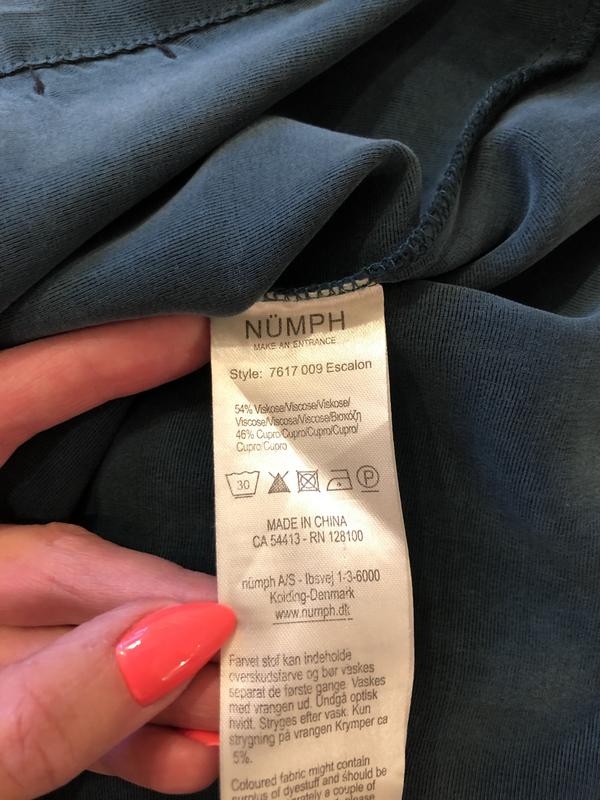 NÜMPH
MAKE AN ENTRANCE
Style: 7617 009 Escalon
54% Viskose/Viscose/Viskose/
Viscose/Viscosa/Viscose/Βισκόζη
46% Cupro/Cupro/Cupro/Cupro/
Cupro/Cupro
30
P
MADE IN CHINA
CA 54413 - RN 128100
nümph A/S - Ibsvej 1-3-6000
Kolding-Denmark
www.numph.dk
Farvet stof kan indeholde
overskudsfarve og bør vaskes
separat de første gange. Vaskes
med vrangen ud. Undgå optisk
hvidt. Stryges efter vask. Kun
strygning på vrangen Krymper ca
5%.
Coloured fabric might contain
surplus of dyestuff and should be
a couple of